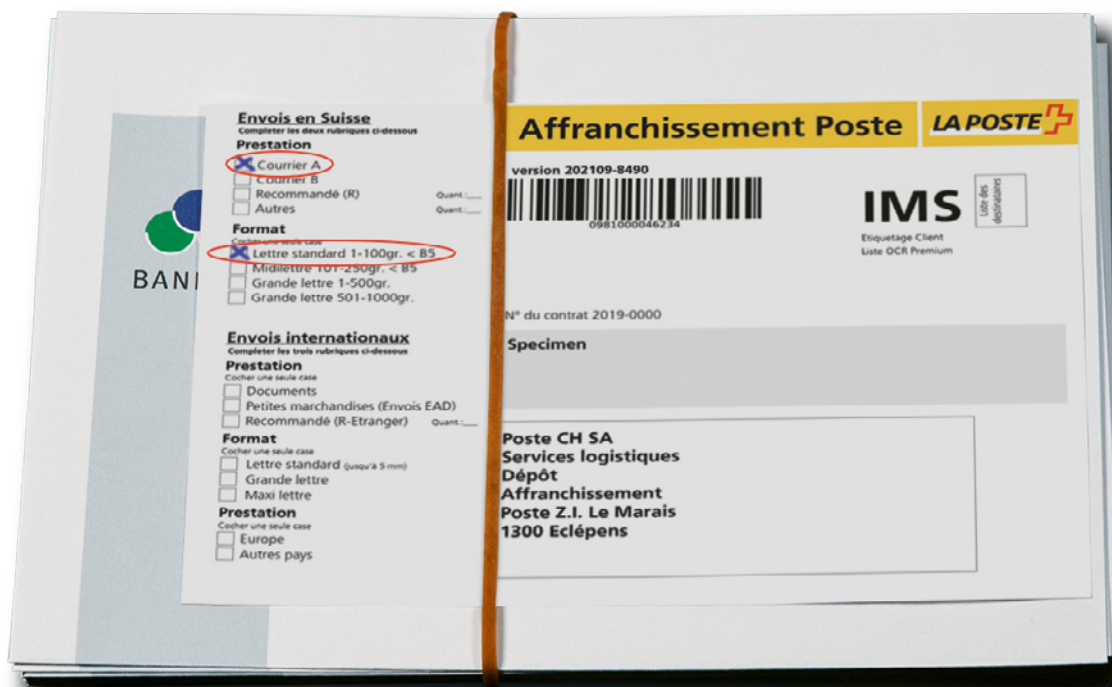 Envois en Suisse
Completer les deux rubriques ci-dessous
Prestation
Courrier A
Courrier B
Recommandé (R) Quant.:__
Autres Quant.:__
Format
Cocher une seule case
Lettre standard 1-100gr. < B5
Midilettre 101-250gr. < B5
Grande lettre 1-500gr.
Grande lettre 501-1000gr.
Envois internationaux
Completer les trois rubriques ci-dessous
Prestation
Cocher une seule case
Documents
Petites marchandises (Envois EAD)
Recommandé (R-Etranger) Quant.:__
Format
Cocher une seule case
Lettre standard (jusqu'à 5 mm)
Grande lettre
Maxi lettre
Prestation
Cocher une seule case
Europe
Autres pays
BAN
Affranchissement Poste
LA POSTE
version 202109-8490
0981000046234
IMS
Liste des
destinataires
Etiquetage Client
Liste OCR Premium
N° du contrat 2019-0000
Specimen
Poste CH SA
Services logistiques
Dépôt
Affranchissement
Poste Z.I. Le Marais
1300 Eclépens